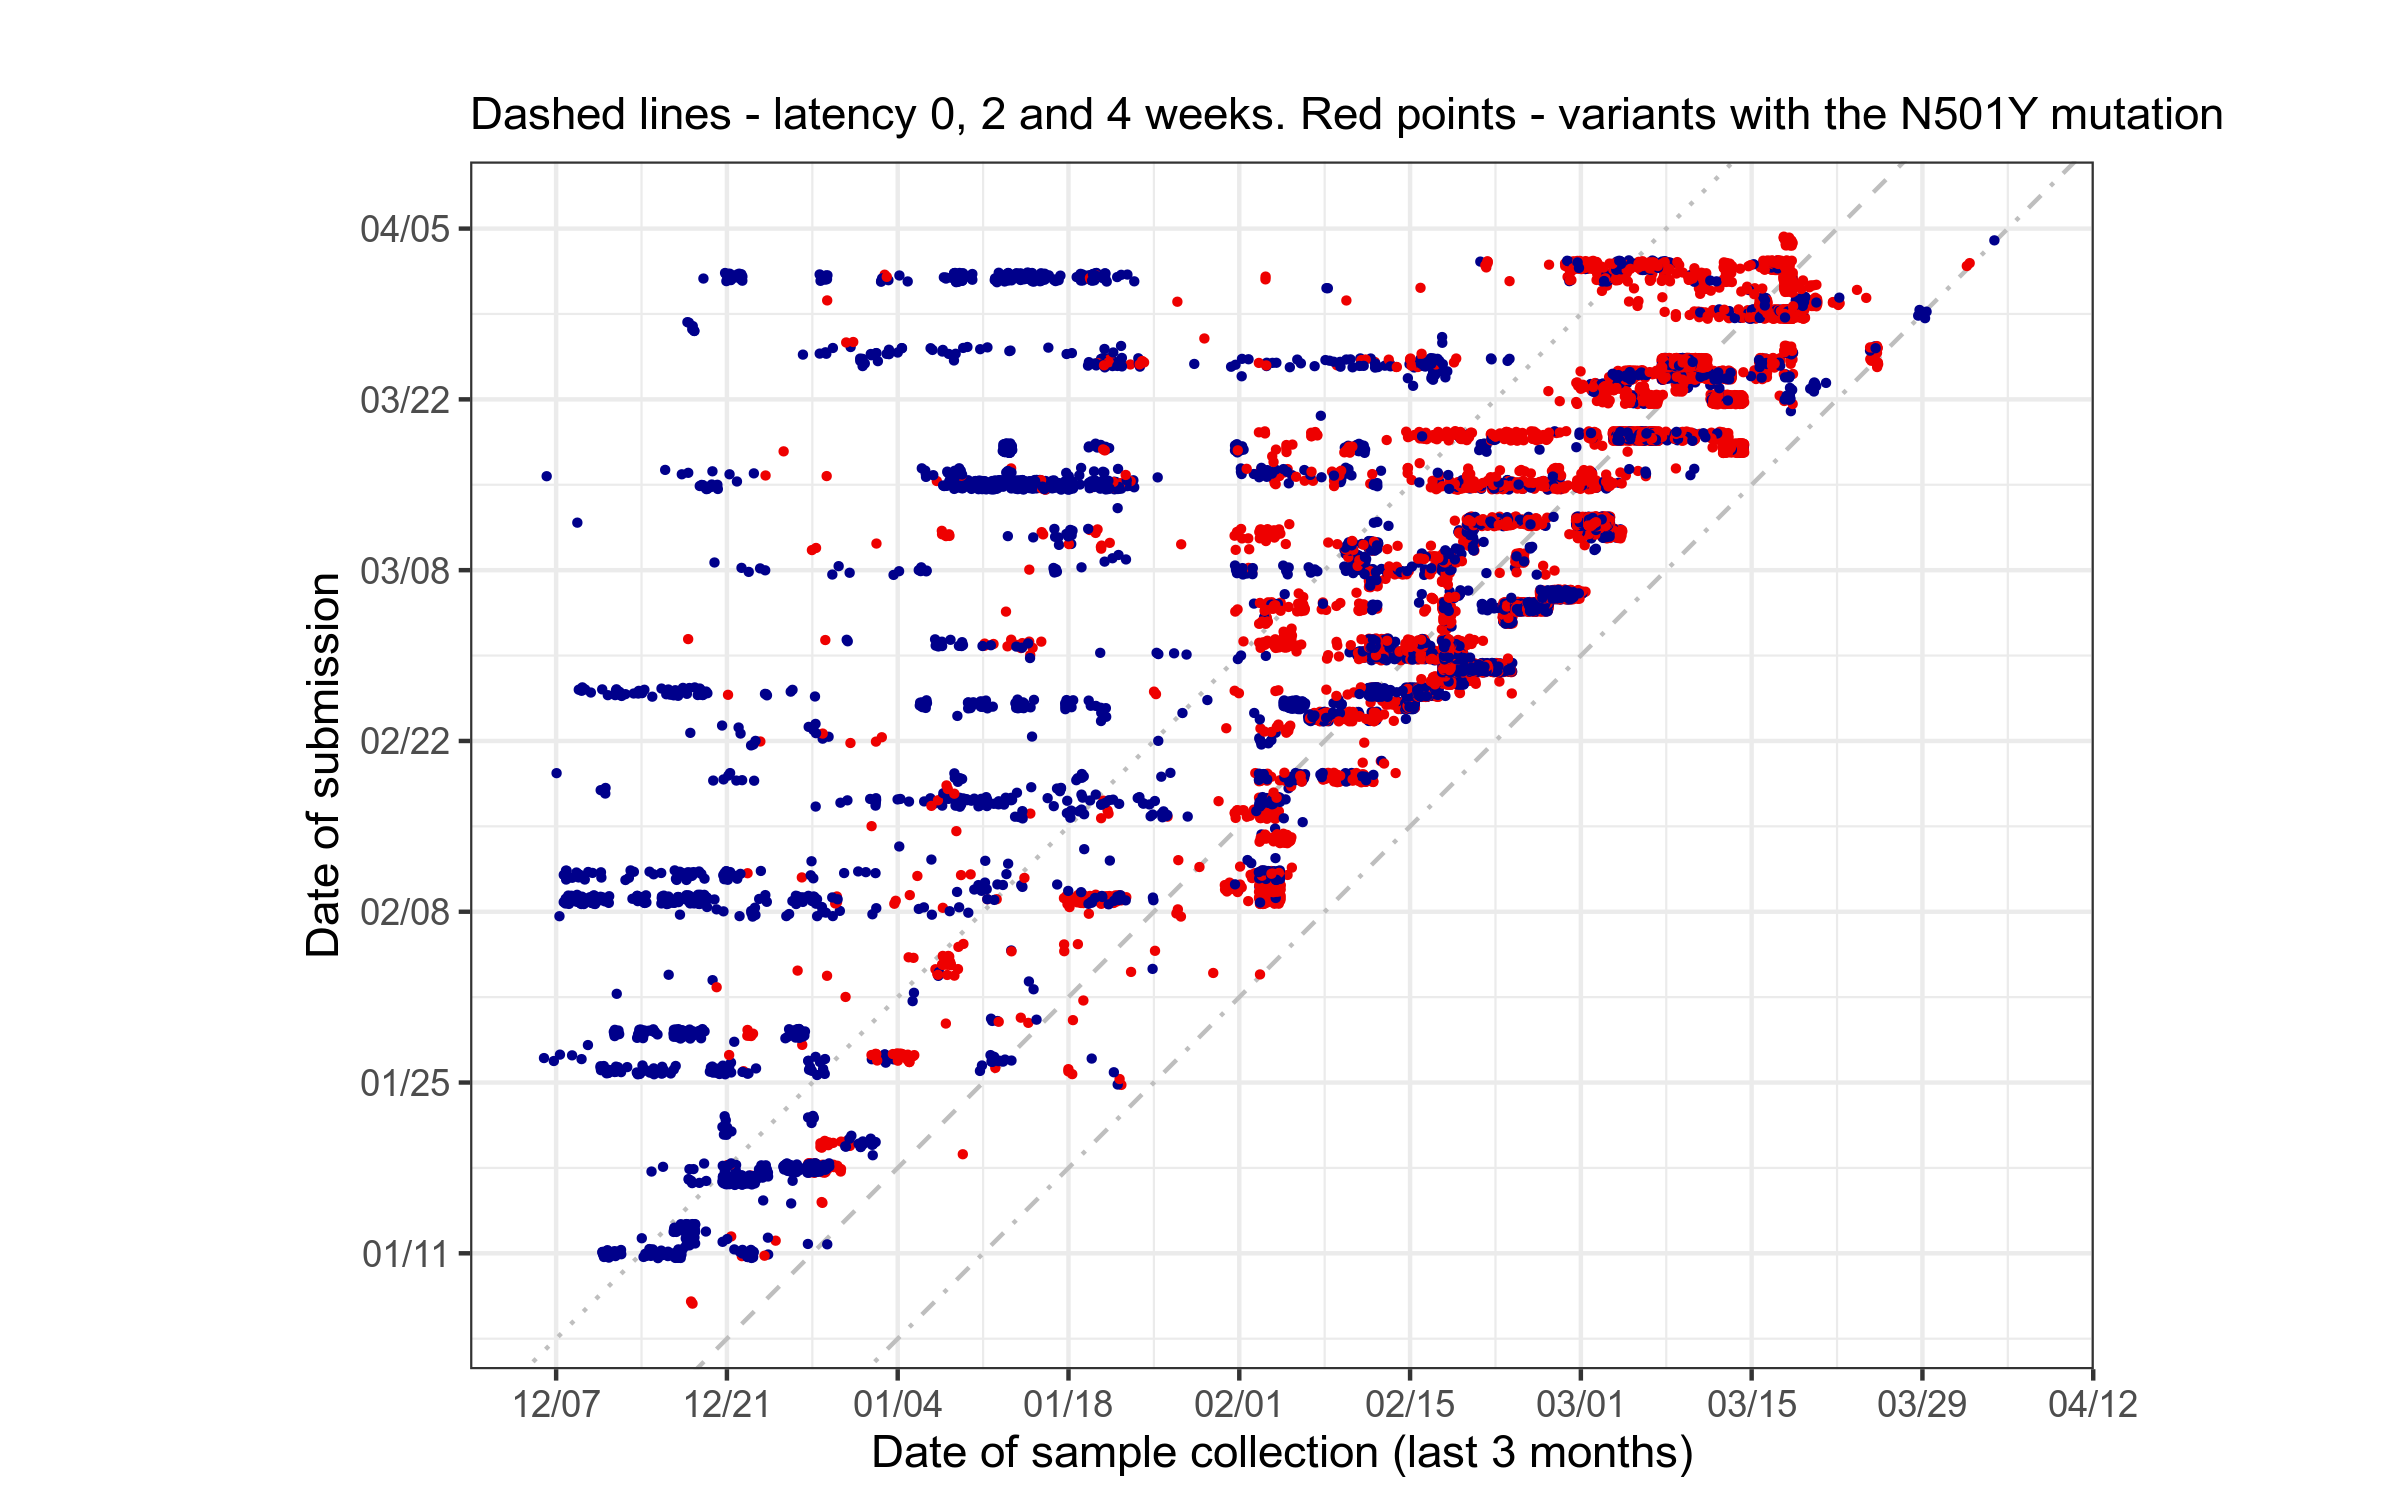 Dashed lines - latency 0, 2 and 4 weeks. Red points - variants with the N501Y mutation
Date of submission
04/05
03/22
03/08
02/22
02/08
01/25
01/11
12/07 12/21 01/04 01/18 02/01 02/15 03/01 03/15 03/29 04/12
Date of sample collection (last 3 months)